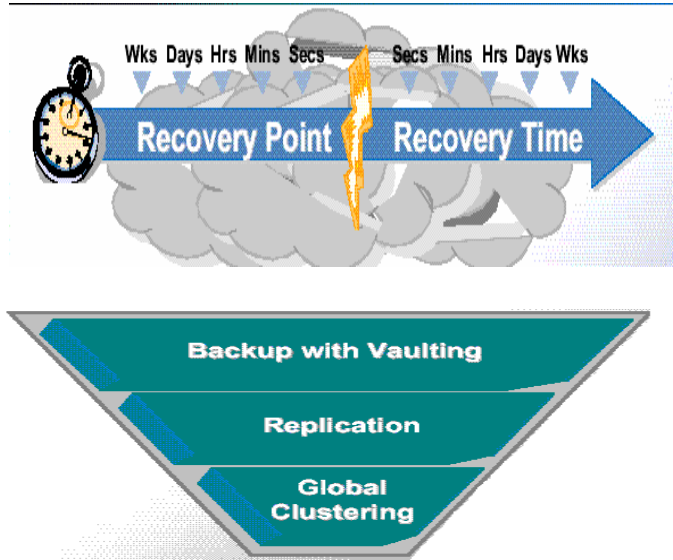 Wks Days Hrs Mins Secs Secs Mins Hrs Days Wks
Recovery Point Recovery Time
Backup with Vaulting
Replication
Global
Clustering